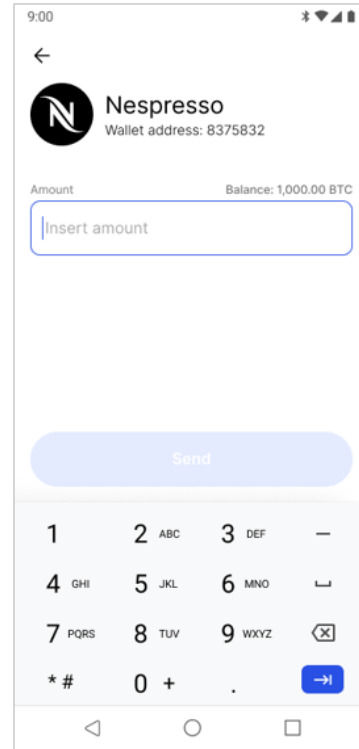 9:00
Nespresso
Wallet address: 8375832
Amount Balance: 1,000.00 BTC
Insert amount
Send
1 2 ABC 3 DEF –
4 GHI 5 JKL 6 MNO
7 PQRS 8 TUV 9 WXYZ
* # 0 + .